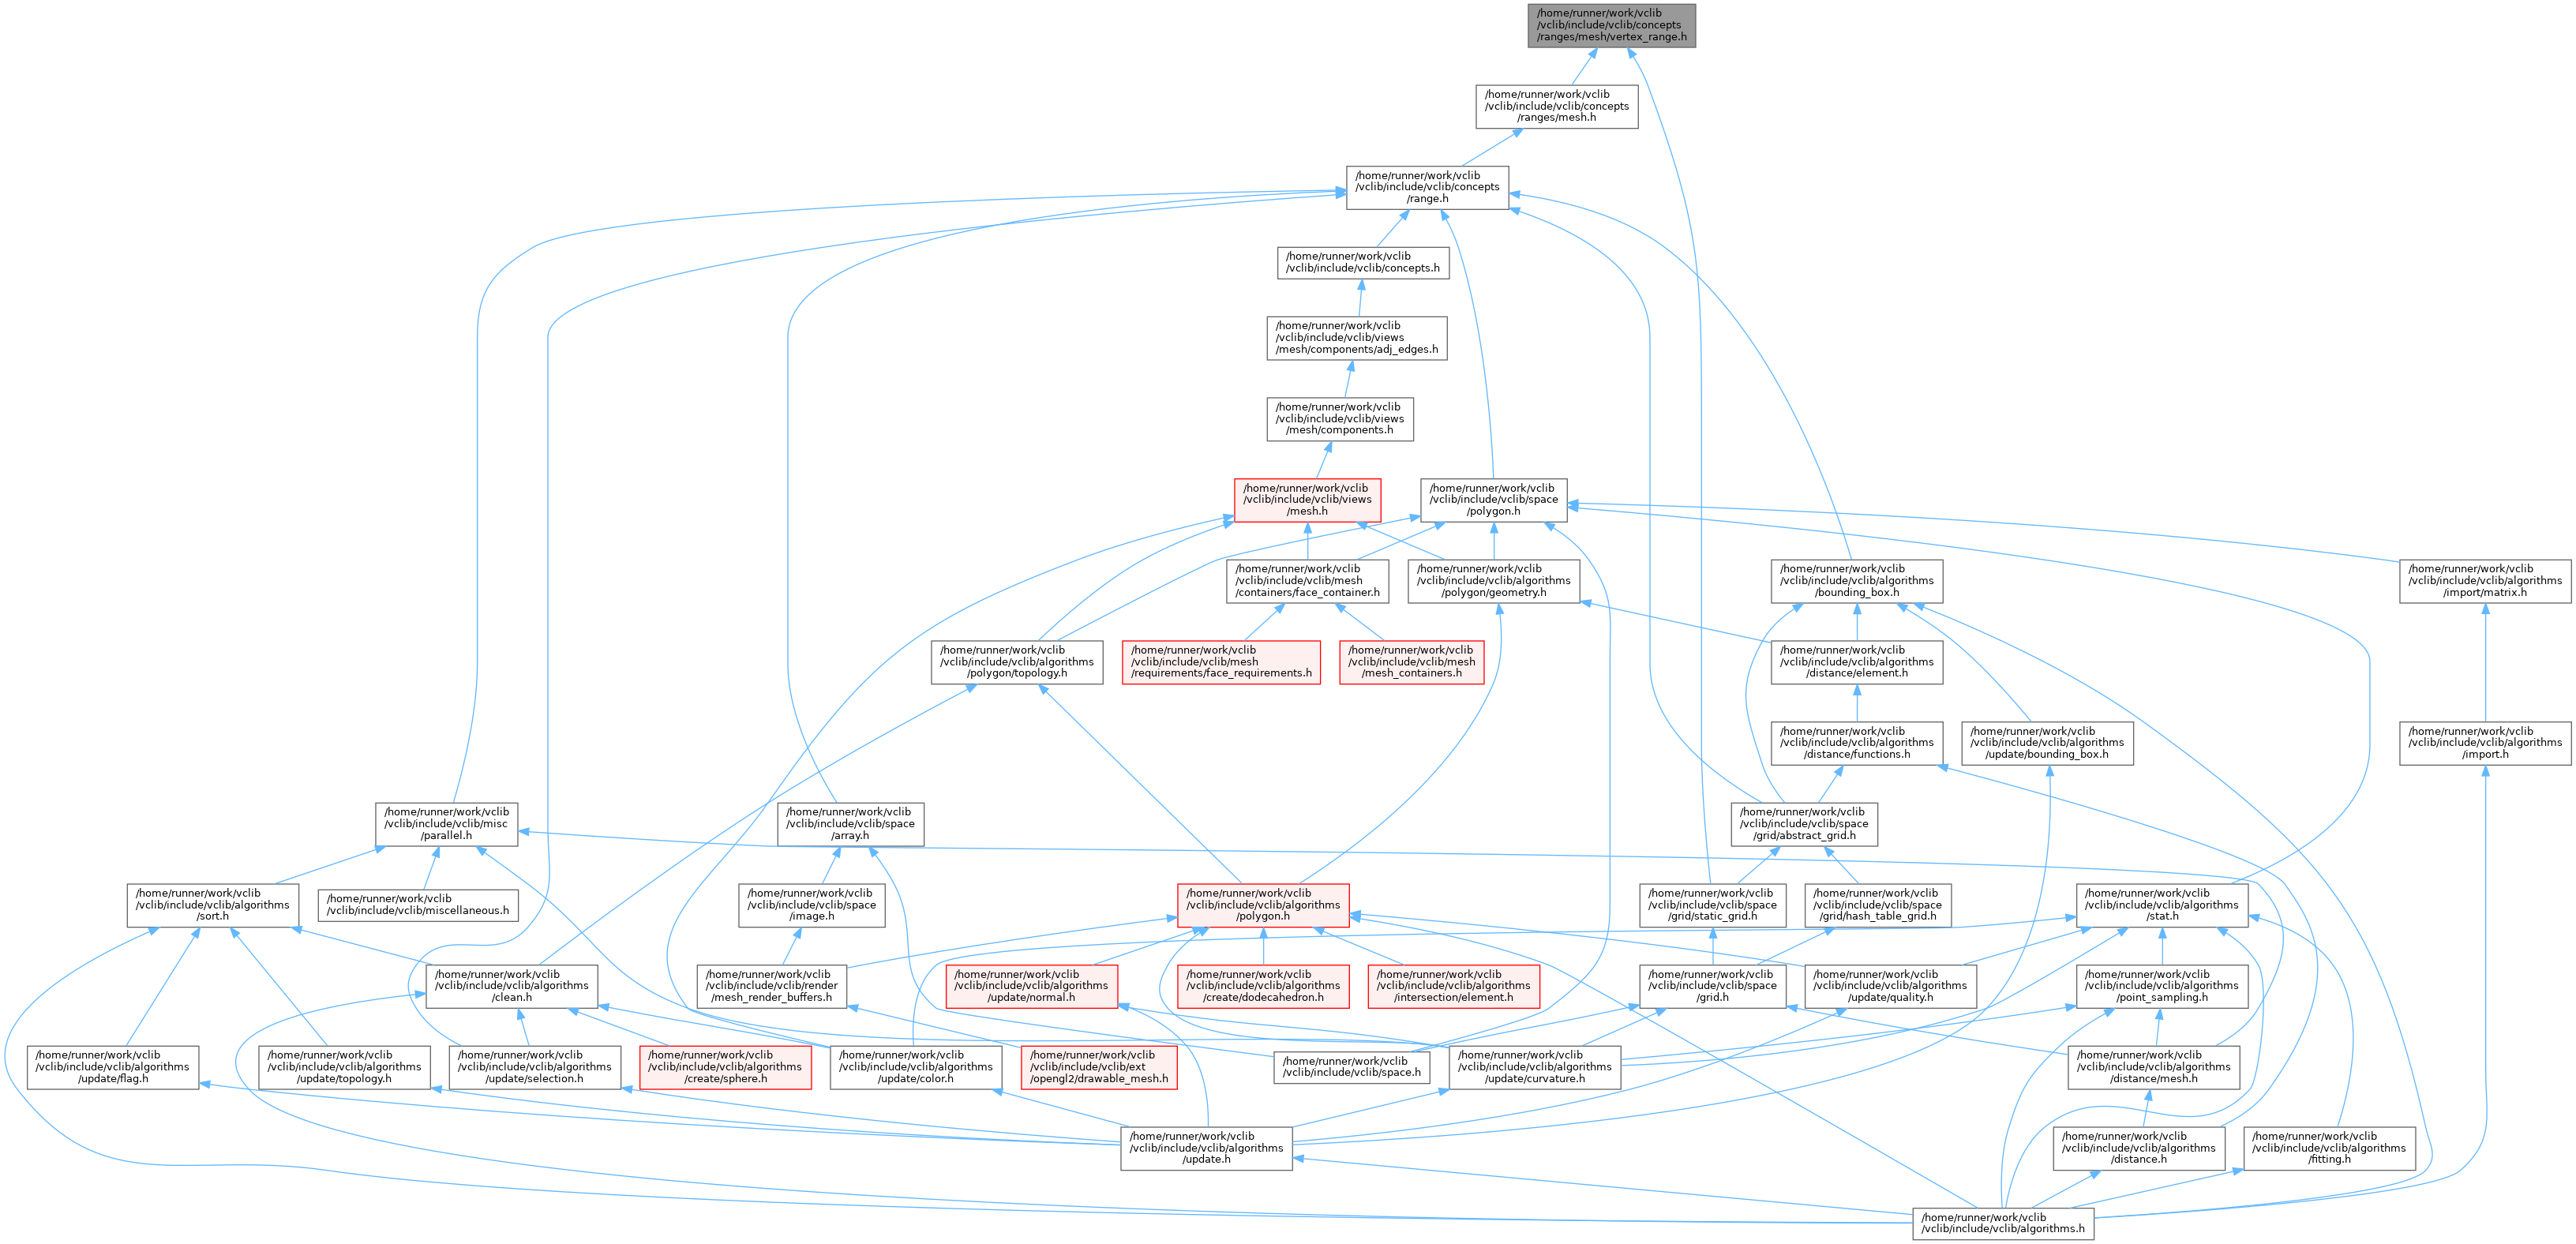 /home/runner/work/vclib
/vclib/include/vclib/concepts
/ranges/mesh/vertex_range.h
/home/runner/work/vclib
/vclib/include/vclib/concepts
/ranges/mesh.h
/home/runner/work/vclib
/vclib/include/vclib/concepts
/range.h
/home/runner/work/vclib
/vclib/include/vclib/concepts.h
/home/runner/work/vclib
/vclib/include/vclib/views
/mesh/components/adj_edges.h
/home/runner/work/vclib
/vclib/include/vclib/views
/mesh/components.h
/home/runner/work/vclib
/vclib/include/vclib/views
/mesh.h
/home/runner/work/vclib
/vclib/include/vclib/space
/polygon.h
/home/runner/work/vclib
/vclib/include/vclib/mesh
/containers/face_container.h
/home/runner/work/vclib
/vclib/include/vclib/algorithms
/polygon/geometry.h
/home/runner/work/vclib
/vclib/include/vclib/algorithms
/bounding_box.h
/home/runner/work/vclib
/vclib/include/vclib/algorithms
/import/matrix.h
/home/runner/work/vclib
/vclib/include/vclib/algorithms
/polygon/topology.h
/home/runner/work/vclib
/vclib/include/vclib/mesh
/requirements/face_requirements.h
/home/runner/work/vclib
/vclib/include/vclib/mesh
/mesh_containers.h
/home/runner/work/vclib
/vclib/include/vclib/algorithms
/distance/element.h
/home/runner/work/vclib
/vclib/include/vclib/algorithms
/distance/functions.h
/home/runner/work/vclib
/vclib/include/vclib/algorithms
/update/bounding_box.h
/home/runner/work/vclib
/vclib/include/vclib/algorithms
/import.h
/home/runner/work/vclib
/vclib/include/vclib/misc
/parallel.h
/home/runner/work/vclib
/vclib/include/vclib/space
/array.h
/home/runner/work/vclib
/vclib/include/vclib/space
/grid/abstract_grid.h
/home/runner/work/vclib
/vclib/include/vclib/algorithms
/sort.h
/home/runner/work/vclib
/vclib/include/vclib/miscellaneous.h
/home/runner/work/vclib
/vclib/include/vclib/space
/image.h
/home/runner/work/vclib
/vclib/include/vclib/algorithms
/polygon.h
/home/runner/work/vclib
/vclib/include/vclib/space
/grid/static_grid.h
/home/runner/work/vclib
/vclib/include/vclib/space
/grid/hash_table_grid.h
/home/runner/work/vclib
/vclib/include/vclib/algorithms
/stat.h
/home/runner/work/vclib
/vclib/include/vclib/algorithms
/clean.h
/home/runner/work/vclib
/vclib/include/vclib/render
/mesh_render_buffers.h
/home/runner/work/vclib
/vclib/include/vclib/algorithms
/update/normal.h
/home/runner/work/vclib
/vclib/include/vclib/algorithms
/create/dodecahedron.h
/home/runner/work/vclib
/vclib/include/vclib/algorithms
/intersection/element.h
/home/runner/work/vclib
/vclib/include/vclib/space
/grid.h
/home/runner/work/vclib
/vclib/include/vclib/algorithms
/update/quality.h
/home/runner/work/vclib
/vclib/include/vclib/algorithms
/point_sampling.h
/home/runner/work/vclib
/vclib/include/vclib/algorithms
/update/flag.h
/home/runner/work/vclib
/vclib/include/vclib/algorithms
/update/topology.h
/home/runner/work/vclib
/vclib/include/vclib/algorithms
/update/selection.h
/home/runner/work/vclib
/vclib/include/vclib/algorithms
/create/sphere.h
/home/runner/work/vclib
/vclib/include/vclib/algorithms
/update/color.h
/home/runner/work/vclib
/vclib/include/vclib/ext
/opengl2/drawable_mesh.h
/home/runner/work/vclib
/vclib/include/vclib/space.h
/home/runner/work/vclib
/vclib/include/vclib/algorithms
/update/curvature.h
/home/runner/work/vclib
/vclib/include/vclib/algorithms
/distance/mesh.h
/home/runner/work/vclib
/vclib/include/vclib/algorithms
/update.h
/home/runner/work/vclib
/vclib/include/vclib/algorithms
/distance.h
/home/runner/work/vclib
/vclib/include/vclib/algorithms
/fitting.h
/home/runner/work/vclib
/vclib/include/vclib/algorithms.h